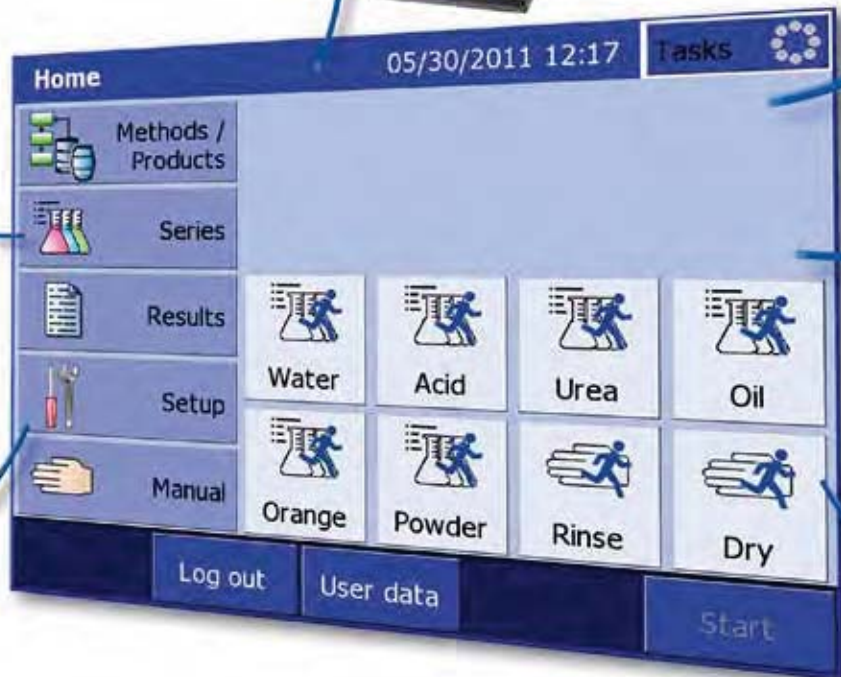 Home
05/30/2011 12:17
Tasks
Methods /
Products
Series
Results
Setup
Manual
Water
Acid
Urea
Oil
Orange
Powder
Rinse
Dry
Log out
User data
Start